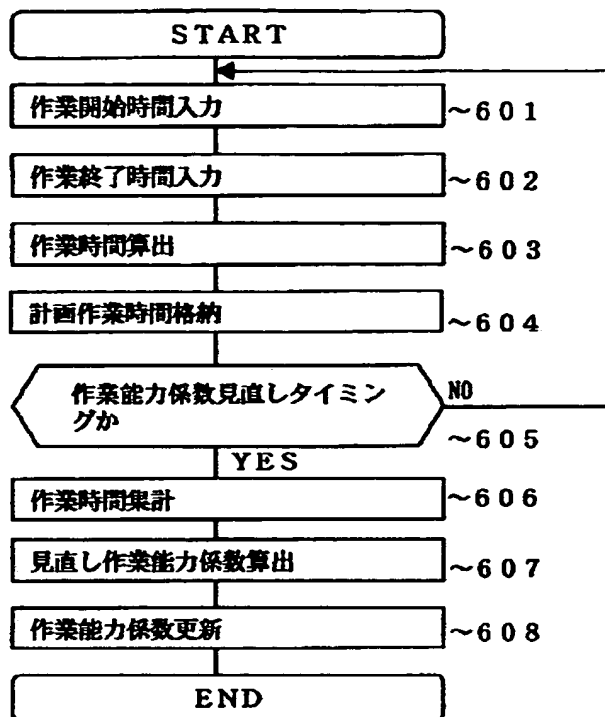 START
作業開始時間入力
~601
作業終了時間入力
~602
作業時間算出
~603
計画作業時間格納
~604
作業能力係数見直しタイミン
グか
NO
~605
YES
作業時間集計
~606
見直し作業能力係数算出
~607
作業能力係数更新
~608
END